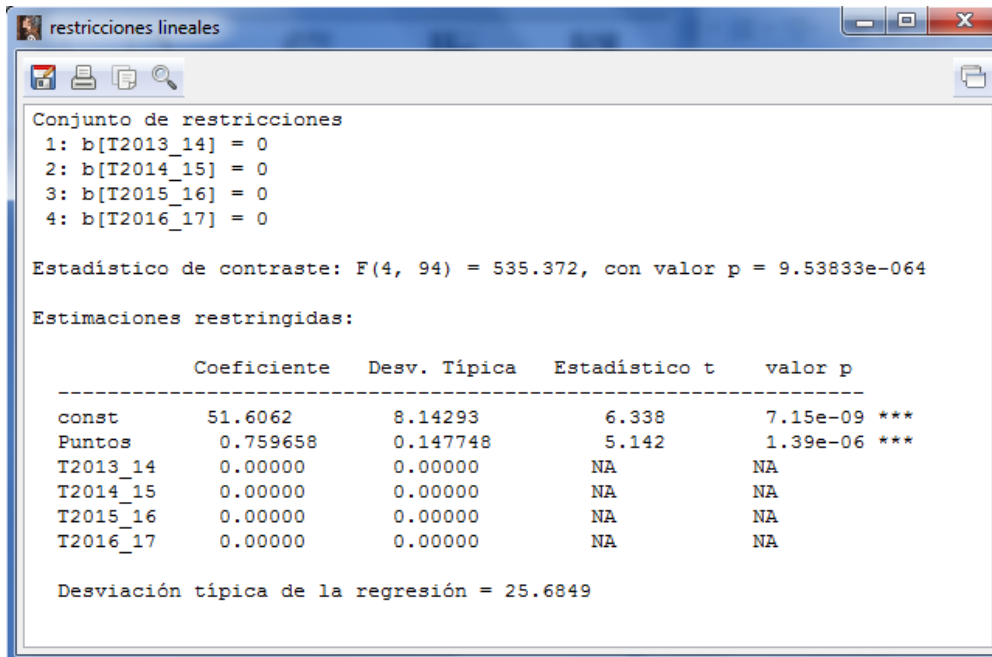 restricciones lineales
Conjunto de restricciones
1: b[T2013_14] = 0
2: b[T2014_15] = 0
3: b[T2015_16] = 0
4: b[T2016_17] = 0
Estadístico de contraste: F(4, 94) = 535.372, con valor p = 9.53833e-064
Estimaciones restringidas:
Coeficiente Desv. Típica Estadístico t valor p
----------------------------------------------------------------
const 51.6062 8.14293 6.338 7.15e-09 ***
Puntos 0.759658 0.147748 5.142 1.39e-06 ***
T2013_14 0.00000 0.00000 NA NA
T2014_15 0.00000 0.00000 NA NA
T2015_16 0.00000 0.00000 NA NA
T2016_17 0.00000 0.00000 NA NA
Desviación típica de la regresión = 25.6849